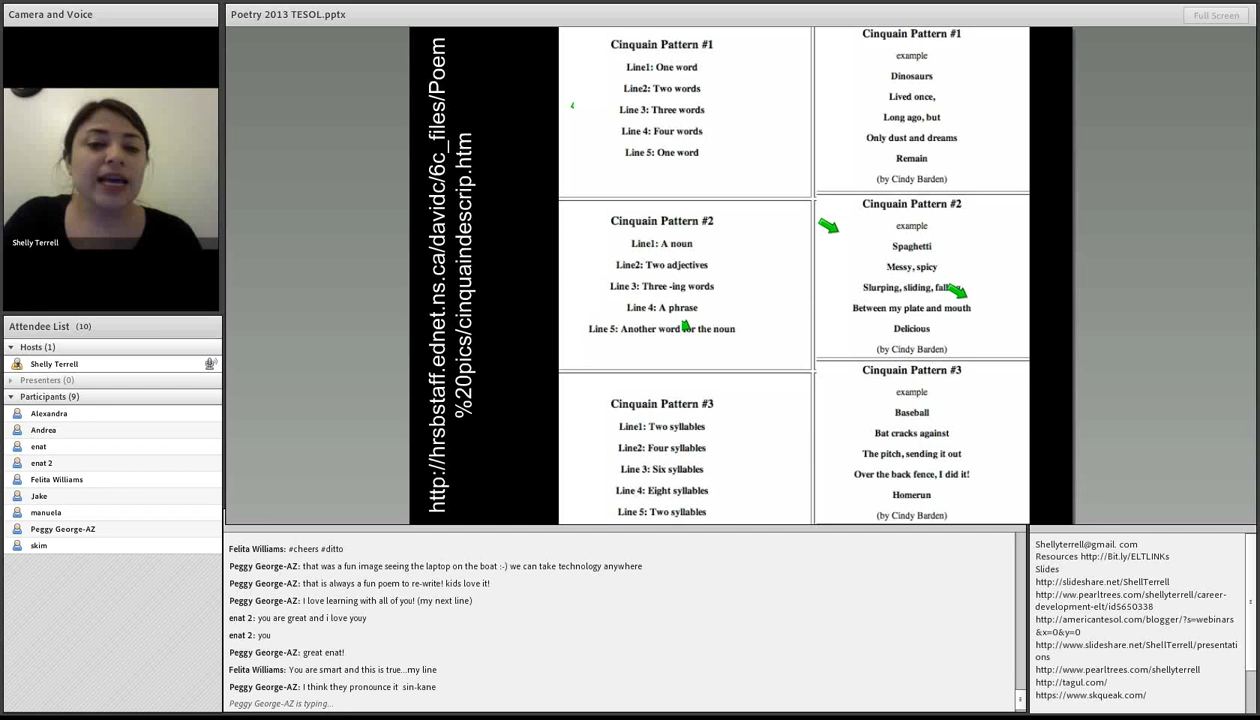 Camera and Voice
Shelly Terrell
Attendee List (10)
Hosts (1)
Shelly Terrell
Presenters (0)
Participants (9)
Alexandra
Andrea
enat
enat 2
Felita Williams
Jake
manuela
Peggy George-AZ
skim
Poetry 2013 TESOL.pptx
Full Screen
http://hrsbstaff.ednet.ns.ca/davidc/6c_files/Poem
%20pics/cinquaindescrip.htm
Cinquain Pattern #1
Line1: One word
Line2: Two words
Line 3: Three words
Line 4: Four words
Line 5: One word
Cinquain Pattern #1
example
Dinosaurs
Lived once,
Long ago, but
Only dust and dreams
Remain
(by Cindy Barden)
Cinquain Pattern #2
Line1: A noun
Line2: Two adjectives
Line 3: Three -ing words
Line 4: A phrase
Line 5: Another word for the noun
Cinquain Pattern #2
example
Spaghetti
Messy, spicy
Slurping, sliding,
Between my plate and mouth
Delicious
(by Cindy Barden)
Cinquain Pattern #3
Line1: Two syllables
Line2: Four syllables
Line 3: Six syllables
Line 4: Eight syllables
Line 5: Two syllables
Cinquain Pattern #3
example
Baseball
Bat cracks against
The pitch, sending it out
Over the back fence, I did it!
Homerun
(by Cindy Barden)
Felita Williams: #cheers #ditto
Peggy George-AZ: that was a fun image seeing the laptop on the boat :-) we can take technology anywhere
Peggy George-AZ: that is always a fun poem to re-write! kids love it!
Peggy George-AZ: I love learning with all of you! (my next line)
enat 2: you are great and i love youy
enat 2: you
Peggy George-AZ: great enat!
Felita Williams: You are smart and this is true...my line
Peggy George-AZ: I think they pronounce it sin-kane
Peggy George-AZ is typing...
Shellyterrell@gmail. com
Resources http://Bit.ly/ELTLINKs
Slides
http://slideshare.net/ShellTerrell
http://ww.pearltrees.com/shellyterrell/career-
development-elt/id5650338
http://americantesol.com/blogger/?s=webinars
&x=0&y=0
http://www.slideshare.net/ShellTerrell/presentati
ons
http://www.pearltrees.com/shellyterrell
http://tagul.com/
https://www.skqueak.com/